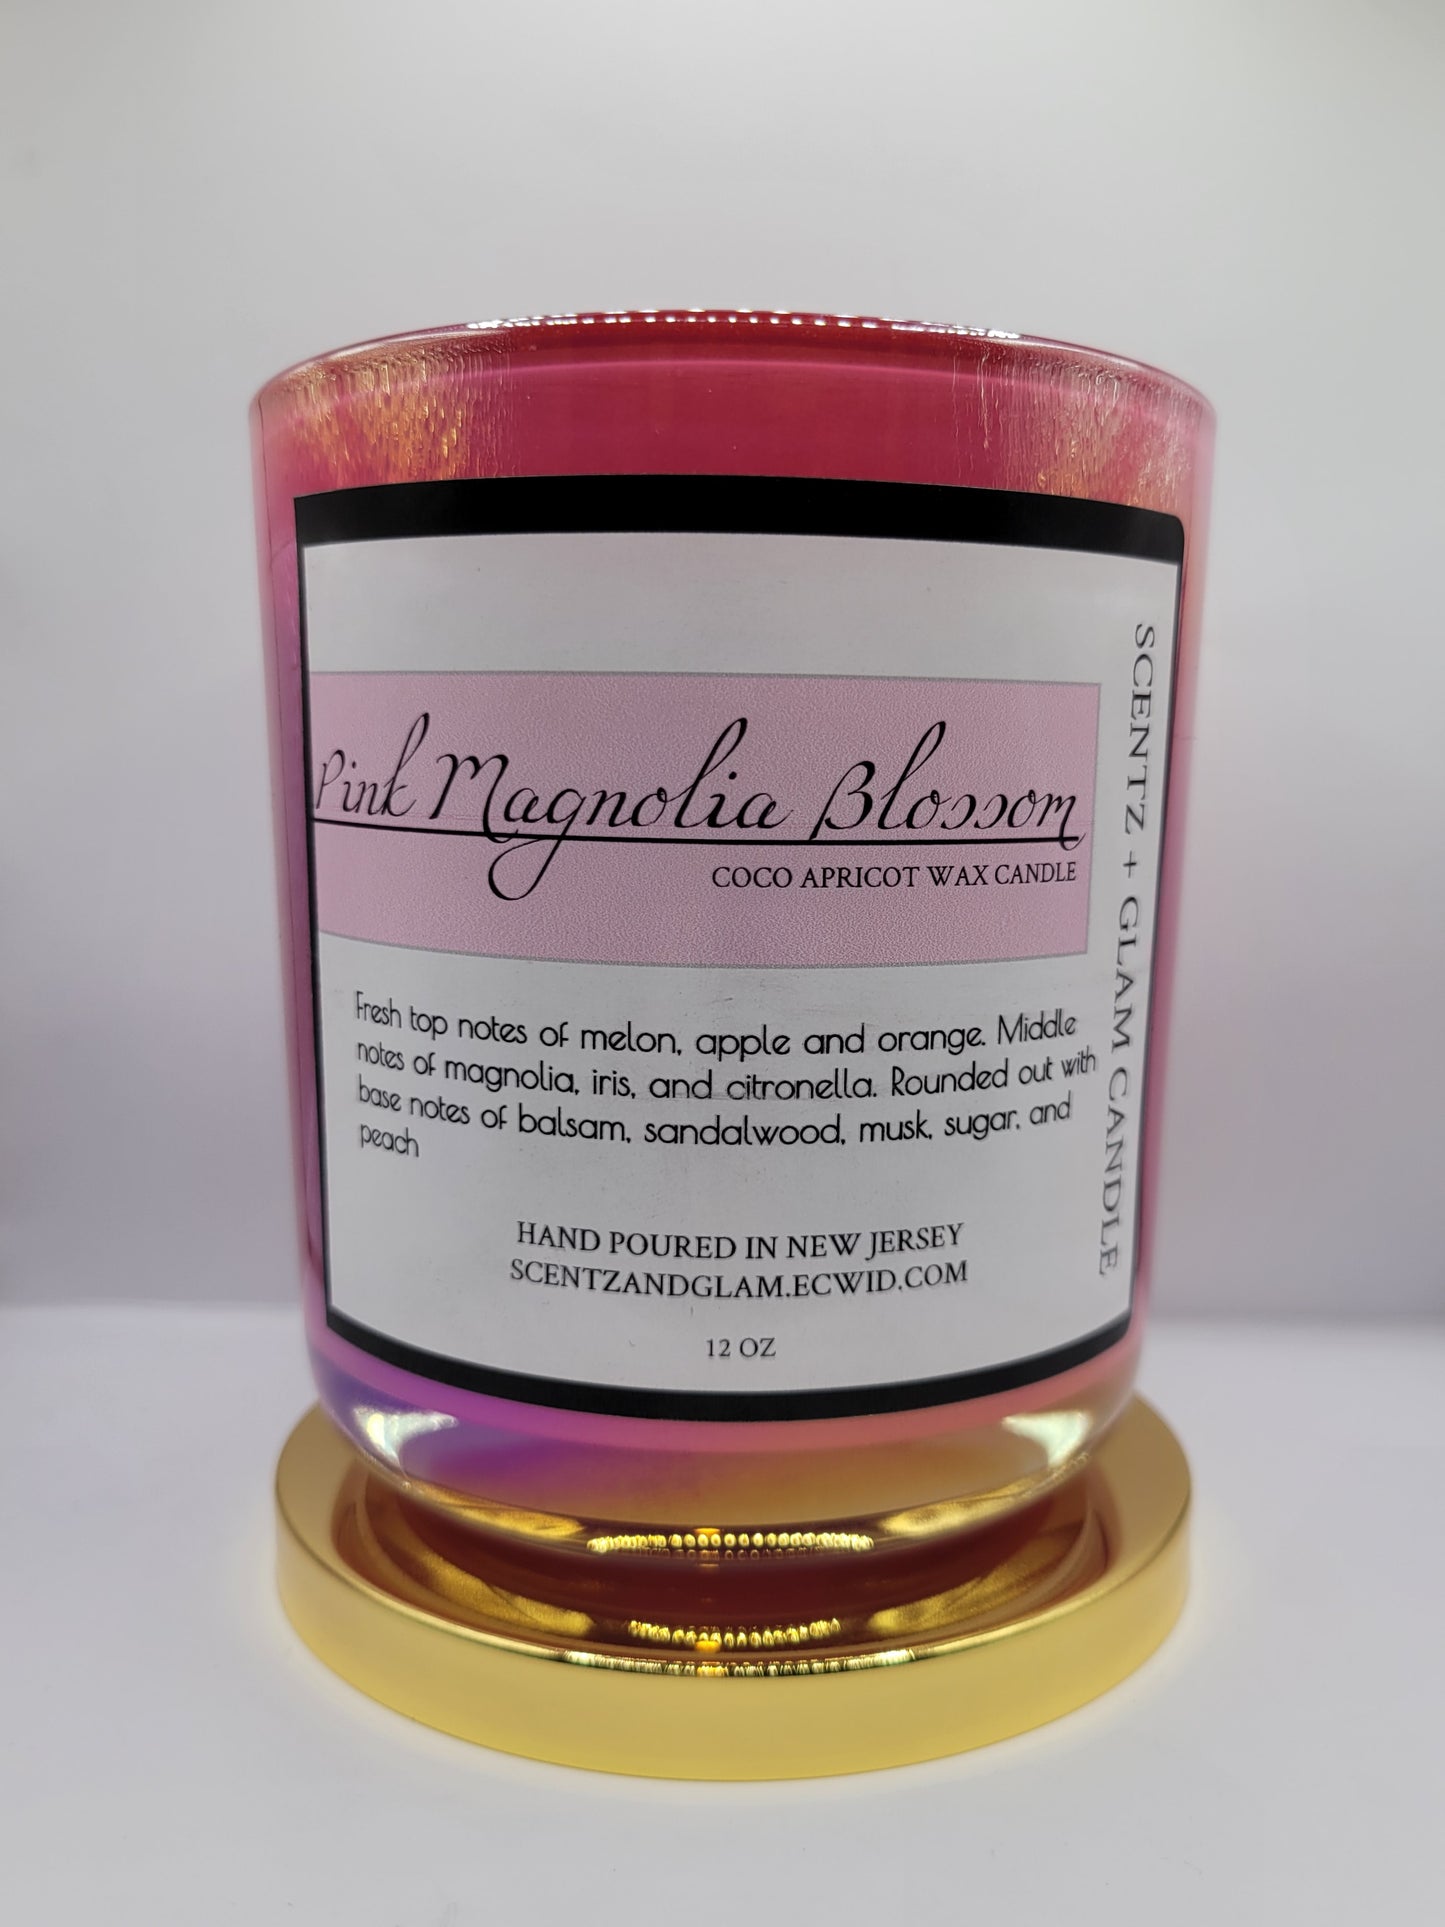 Pink Magnolia Blossom
COCO APRICOT WAX CANDLE
Fresh top notes of melon, apple and orange. Middle
notes of magnolia, iris, and citronella. Rounded out with
base notes of balsam, sandalwood, musk, sugar, and
peach
HAND POURED IN NEW JERSEY
SCENTZANDGLAM.ECWID.COM
12 OZ
SCENTZ + GLAM CANDLE